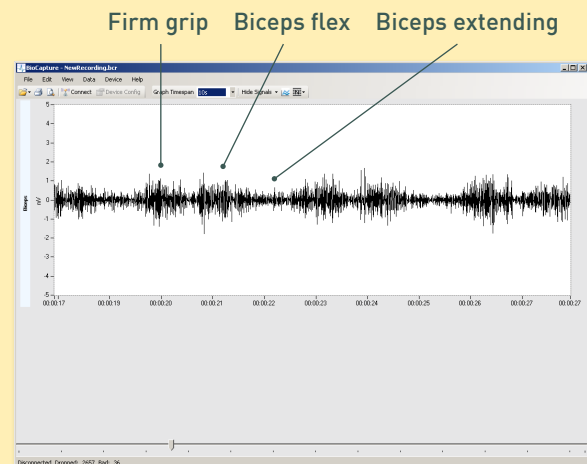 Firm grip Biceps flex Biceps extending
BioCapture - NewRecording.bcr
File Edit View Data Device Help
Connect Device Config. Graph Timespan 10s Hide Signals
Biceps
mV
5
4
3
2
1
0
-1
-2
-3
-4
-5
00:00:17 00:00:19 00:00:20 00:00:21 00:00:22 00:00:23 00:00:24 00:00:25 00:00:26 00:00:27 00:00:27
Disconnected Dropped: 2657 Bad: 36